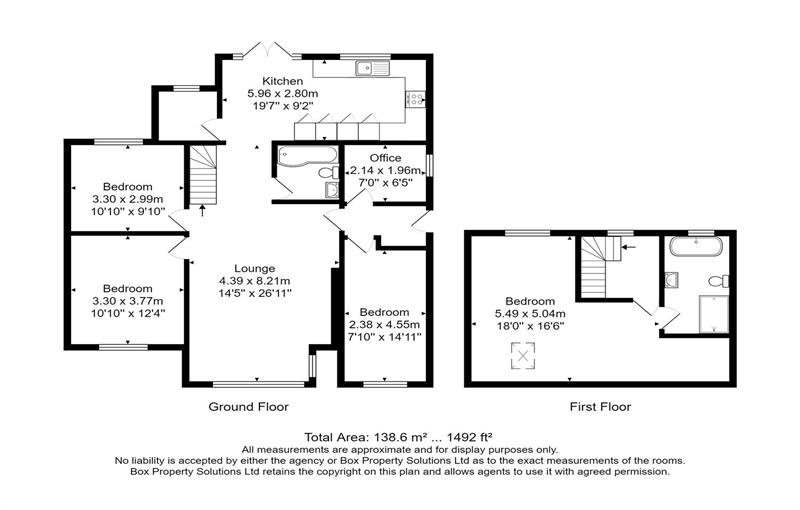 Kitchen
5.96 x 2.80m
19'7" x 9'2"
Office
2.14 x 1.96m
7'0" x 6'5"
Bedroom
3.30 x 2.99m
10'10" x 9'10"
Bedroom
3.30 x 3.77m
10'10" x 12'4"
Lounge
4.39 x 8.21m
14'5" x 26'11"
Bedroom
2.38 x 4.55m
7'10" x 14'11"
Bedroom
5.49 x 5.04m
18'0" x 16'6"
Ground Floor
First Floor
Total Area: 138.6 m² ... 1492 ft²
All measurements are approximate and for display purposes only.
No liability is accepted by either the agency or Box Property Solutions Ltd as to the exact measurements of the rooms.
Box Property Solutions Ltd retains the copyright on this plan and allows agents to use it with agreed permission.